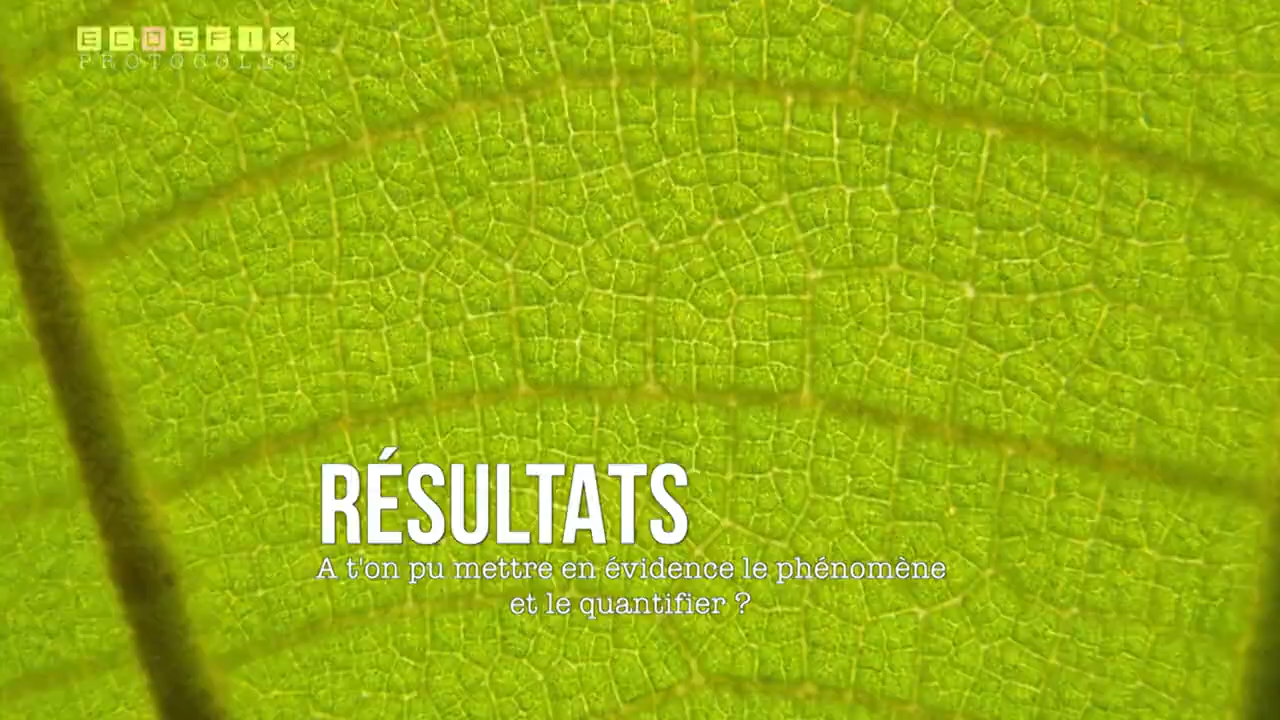 ECOSFIX
PROTOCOLES
RÉSULTATS
A t'on pu mettre en évidence le phénomène
et le quantifier ?